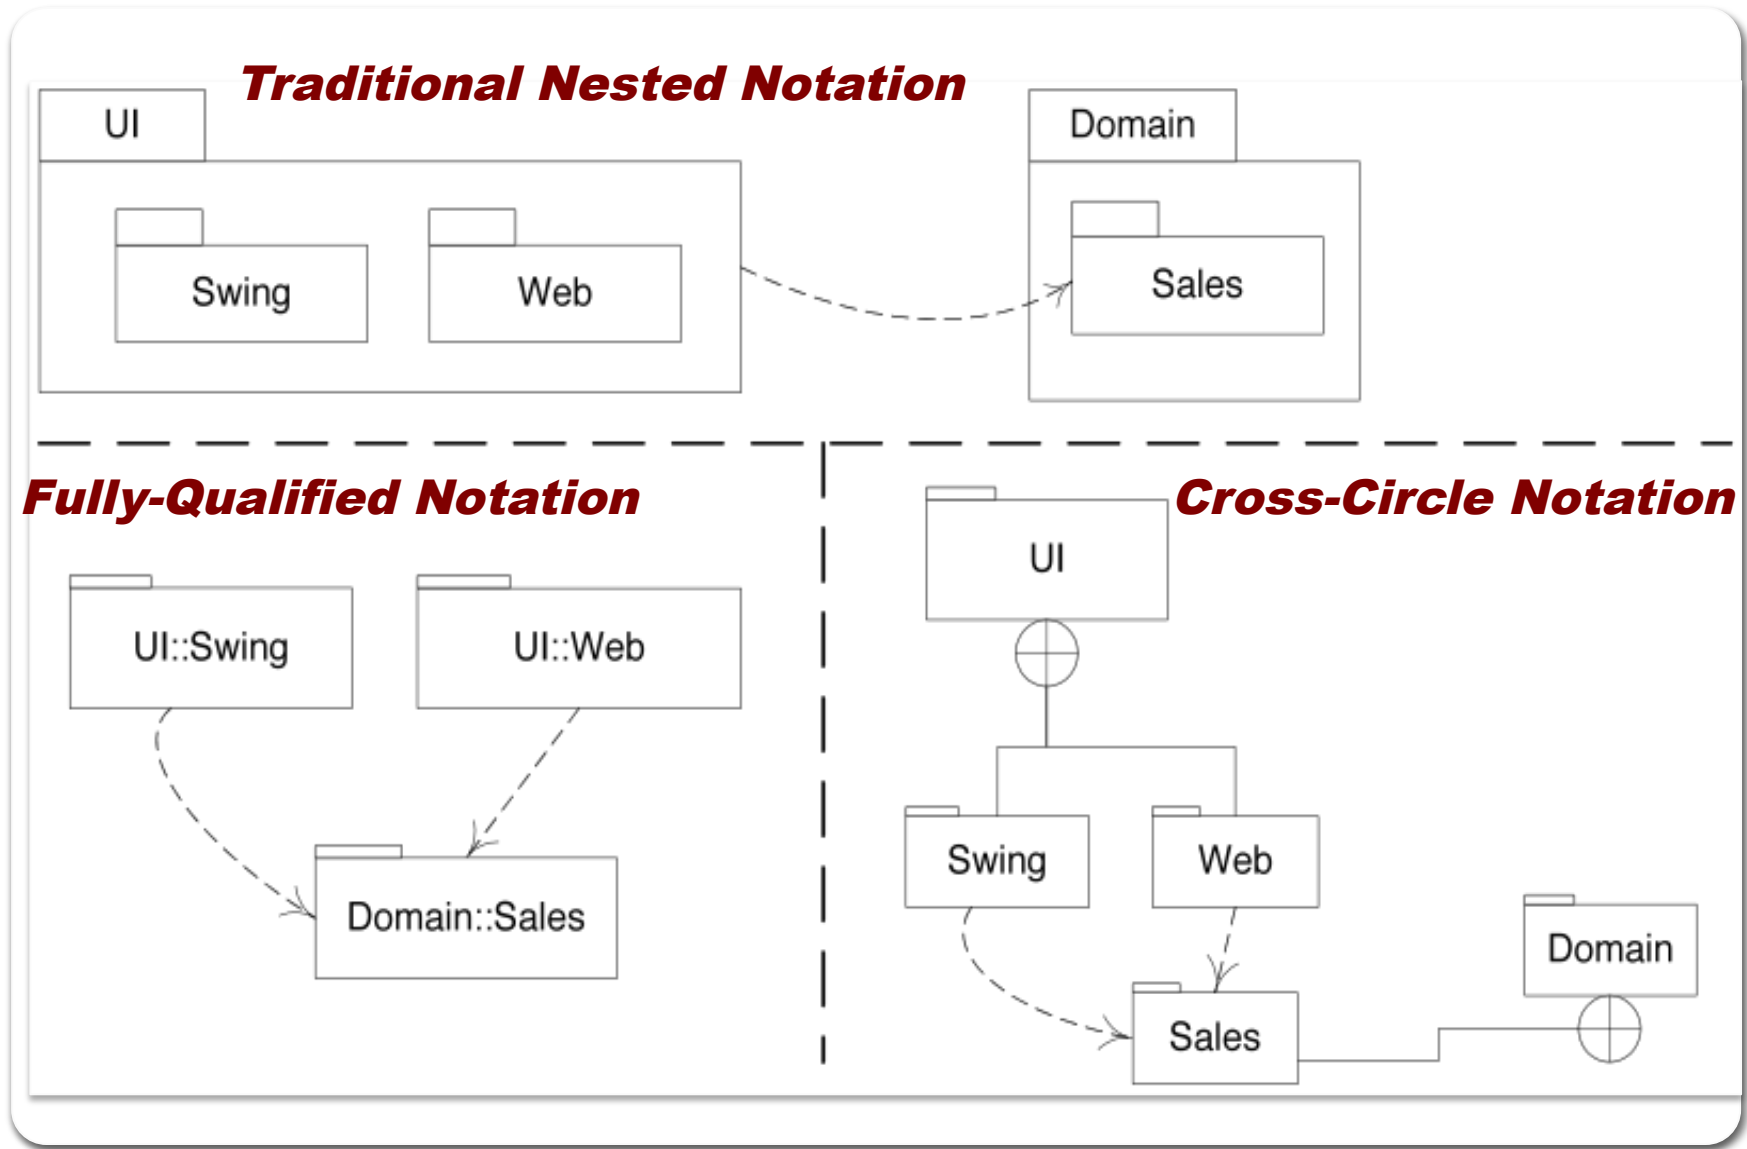 Traditional Nested Notation
UI
Domain
Swing
Web
Sales
Fully-Qualified Notation
UI::Swing
UI::Web
Domain::Sales
Cross-Circle Notation
UI
Swing
Web
Domain
Sales